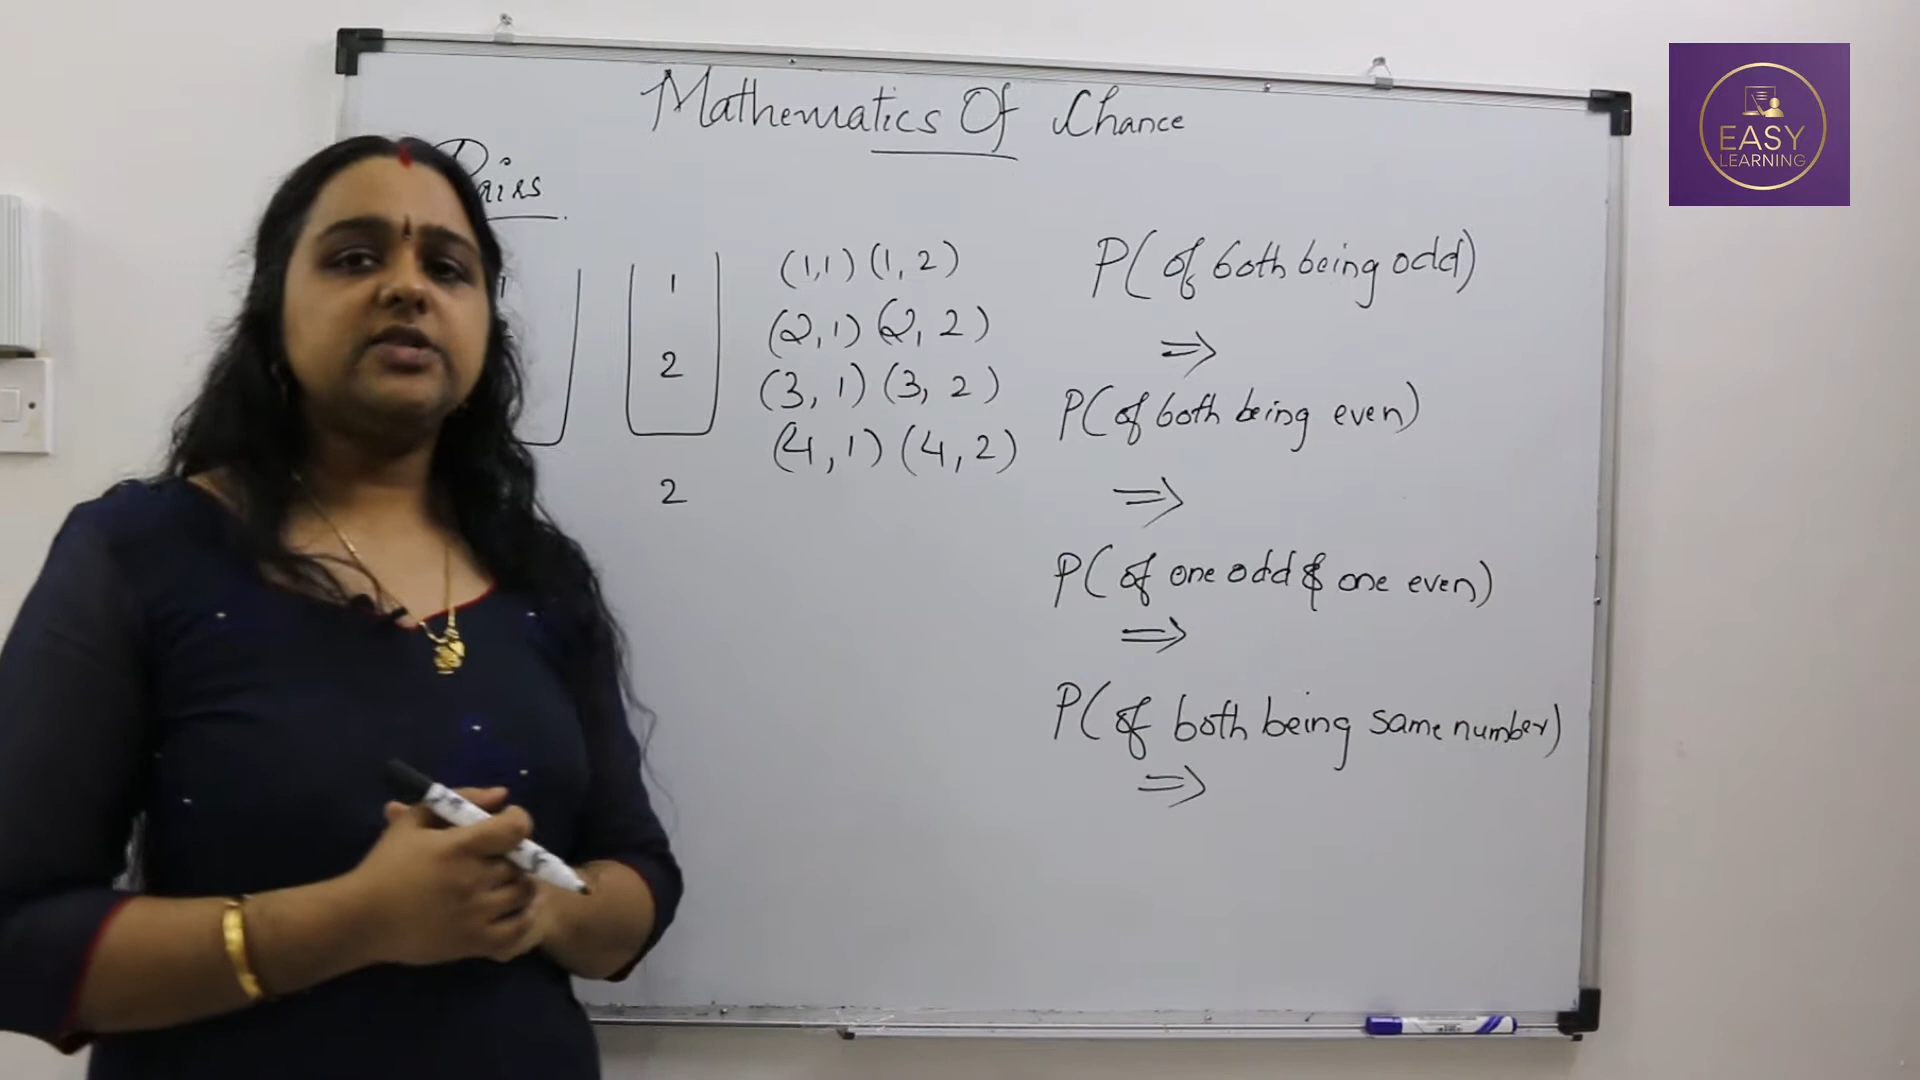 Mathematics Of Chance
Pairs
1
2
2
(1,1) (1, 2)
(2, 1) (2, 2)
(3, 1) (3, 2)
(4, 1) (4, 2)
P( of both being odd)
⇒
P( of both being even)
⇒
P( of one odd & one even)
⇒
P( of both being same number)
⇒
EASY
LEARNING